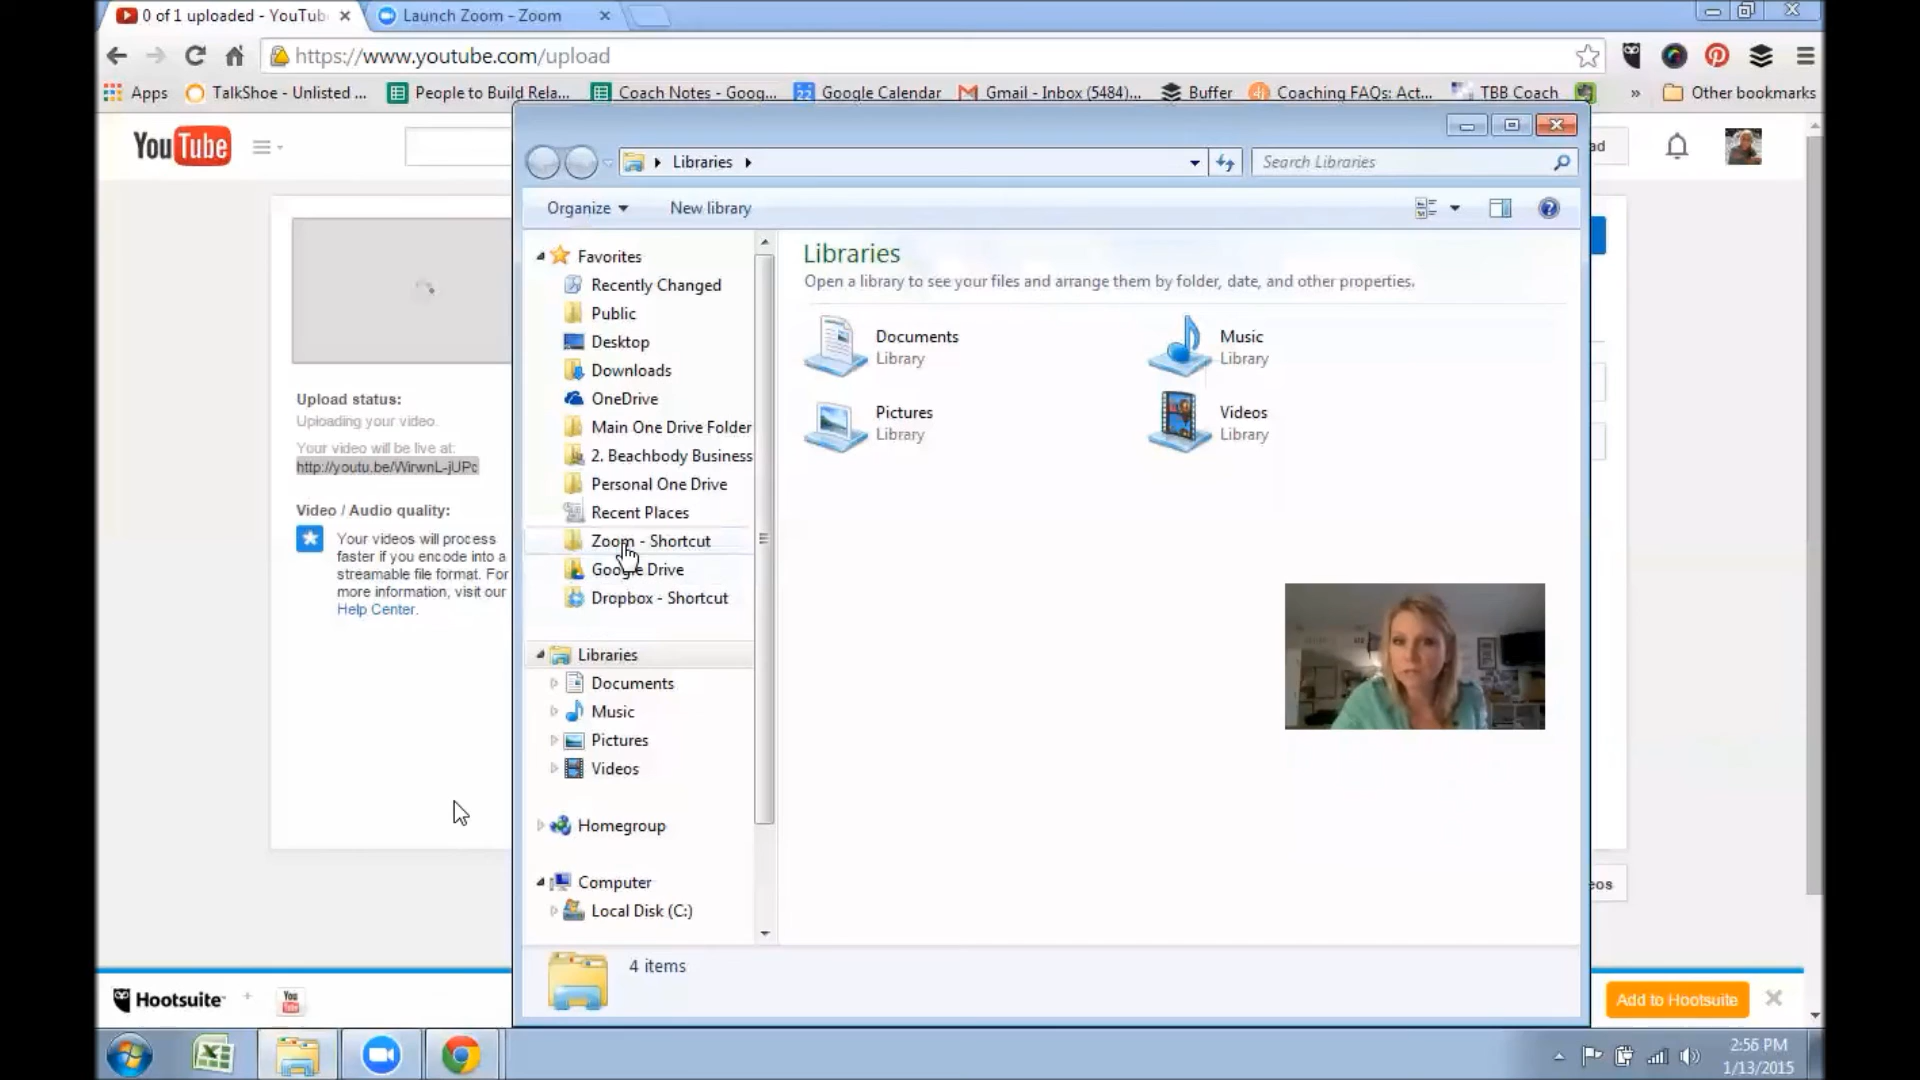 0 of 1 uploaded - YouTub
Launch Zoom - Zoom
https://www.youtube.com/upload
Apps
TalkShoe - Unlisted ...
People to Build Rela...
Coach Notes - Goog...
22
Google Calendar
Gmail - Inbox (5484)...
Buffer
Coaching FAQs: Act...
TBB Coach
»
Other bookmarks
YouTube
ad
Libraries
Search Libraries
Organize
New library
Favorites
Recently Changed
Public
Desktop
Downloads
OneDrive
Main One Drive Folder
2. Beachbody Business
Personal One Drive
Recent Places
Zoom - Shortcut
Google Drive
Dropbox - Shortcut
Libraries
Documents
Music
Pictures
Videos
Homegroup
Computer
Local Disk (C:)
Libraries
Open a library to see your files and arrange them by folder, date, and other properties.
Documents
Library
Music
Library
Pictures
Library
Videos
Library
4 items
Upload status:
Uploading your video.
Your video will be live at:
http://youtu.be/WirwnL-jUPc
Video / Audio quality:
Your videos will process
faster if you encode into a
streamable file format. For
more information, visit our
Help Center.
eos
Hootsuite
+
You
Add to Hootsuite
2:56 PM
1/13/2015